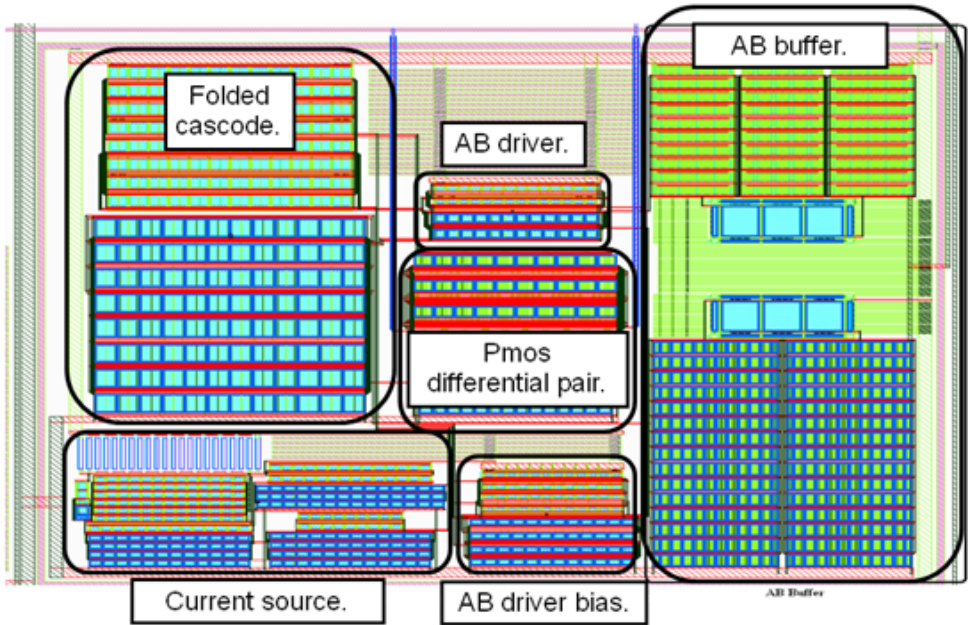 AB buffer.
Folded
cascode.
AB driver.
Pmos
differential pair.
Current source.
AB driver bias.
AB Buffer